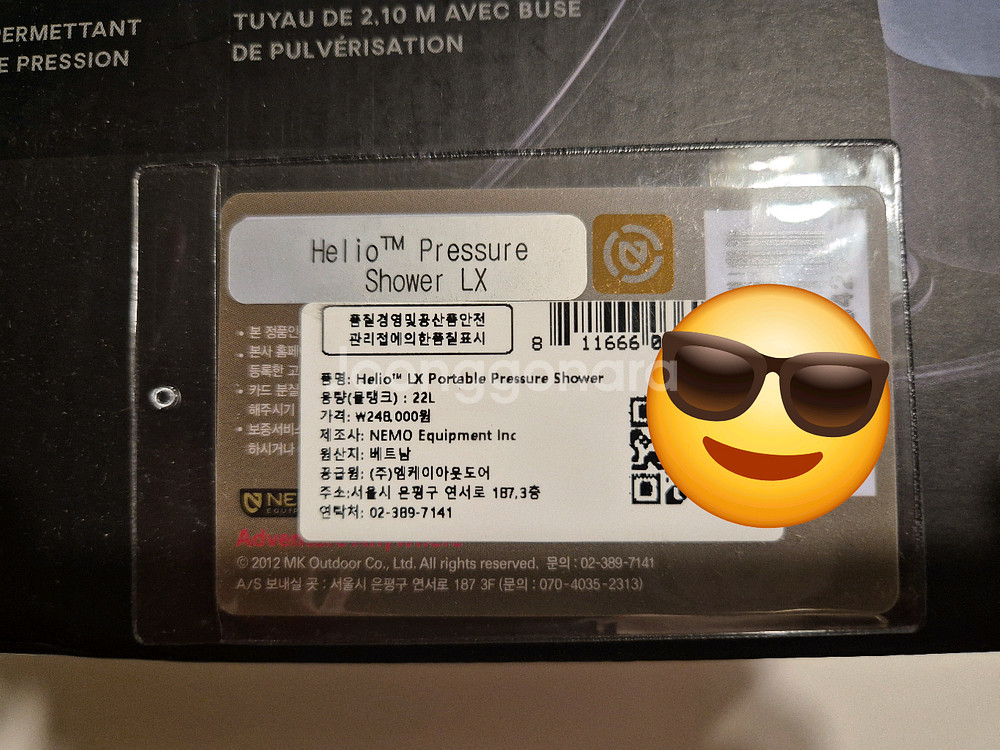 PERMETTANT
E PRESSION
TUYAU DE 2,10 M AVEC BUSE
DE PULVÉRISATION
Helio™ Pressure
Shower LX
품질경영및공산품안전
관리법에의한품질표시
8 11666 0
• 본 정품인
• 본사 홈페
등록한 고
• 카드 분실
해주시기
• 보증서비스
하시거나
joonggonara
품명: Helio™ LX Portable Pressure Shower
용량(물탱크) : 22L
가격: ₩248,000원
제조사: NEMO Equipment Inc
원산지: 베트남
공급원: (주)엠케이아웃도어
주소:서울시 은평구 연서로 187,3층
연락처: 02-389-7141
NE
EQUIP
Adven
© 2012 MK Outdoor Co., Ltd. All rights reserved. 문의 : 02-389-7141
A/S 보내실 곳 : 서울시 은평구 연서로 187 3F (문의 : 070-4035-2313)